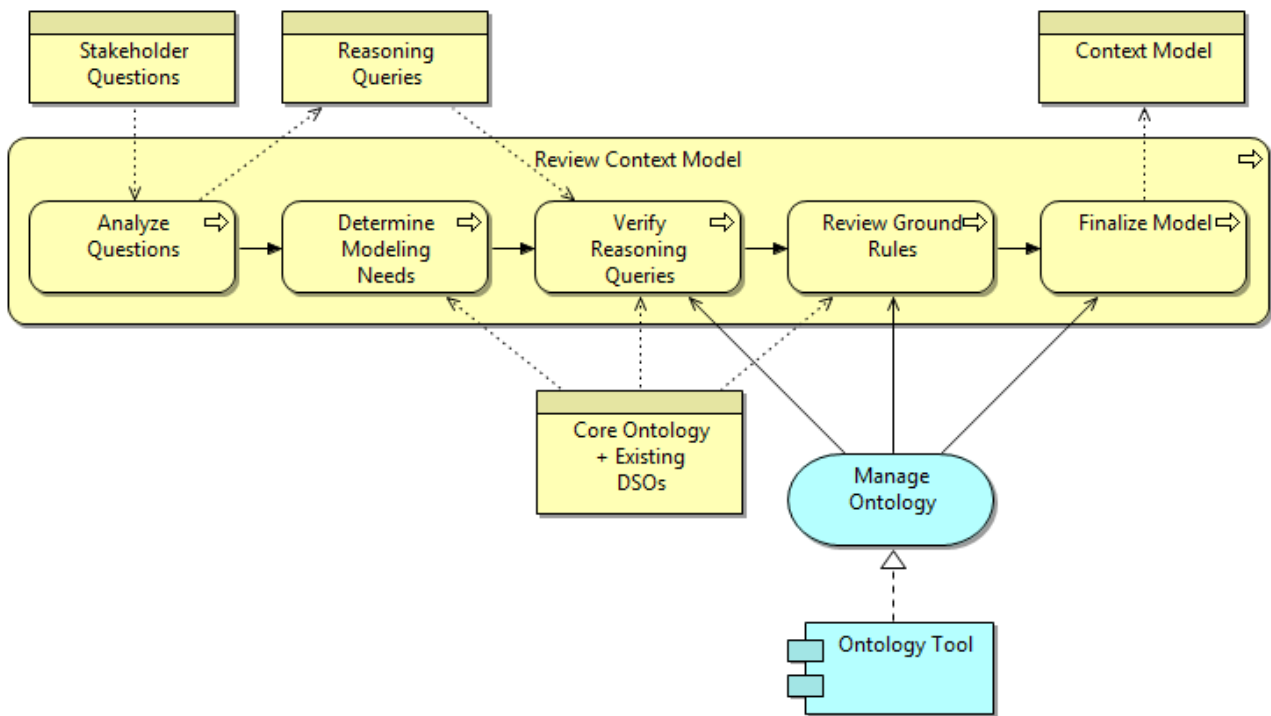 Stakeholder
Questions
Reasoning
Queries
Context Model
Review Context Model
Analyze
Questions
Determine
Modeling
Needs
Verify
Reasoning
Queries
Review Ground
Rules
Finalize Model
Core Ontology
+ Existing
DSOs
Manage
Ontology
Ontology Tool